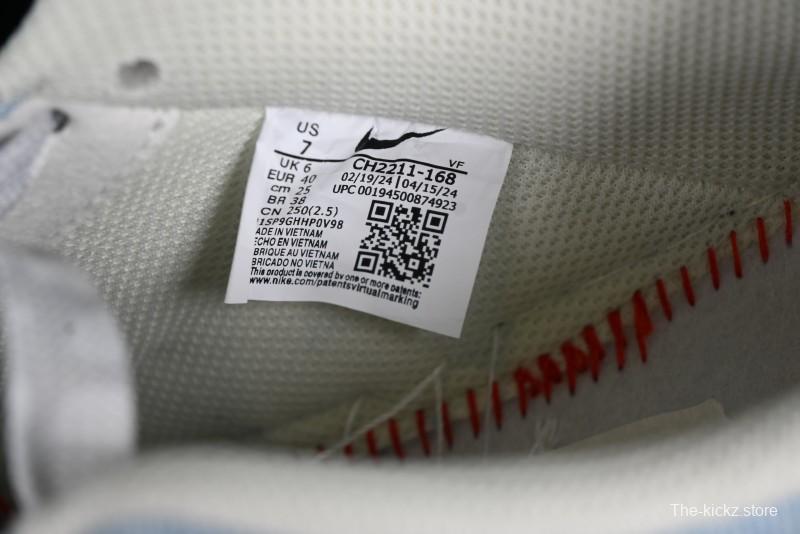 US
7
UK 6
EUR 40
cm 25
BR 38
CN 250(2.5)
VF
CH2211-168
02/19/24 | 04/15/24
UPC 00194500874923
11SP9GHHP0V98
ADE IN VIETNAM
ECHO EN VIETNAM
BRIQUE AU VIETNAM
BRICADO NO VIETNA
This product is covered by one or more patents:
www.nike.com/patentsvirtualmarking
The-kickz.store